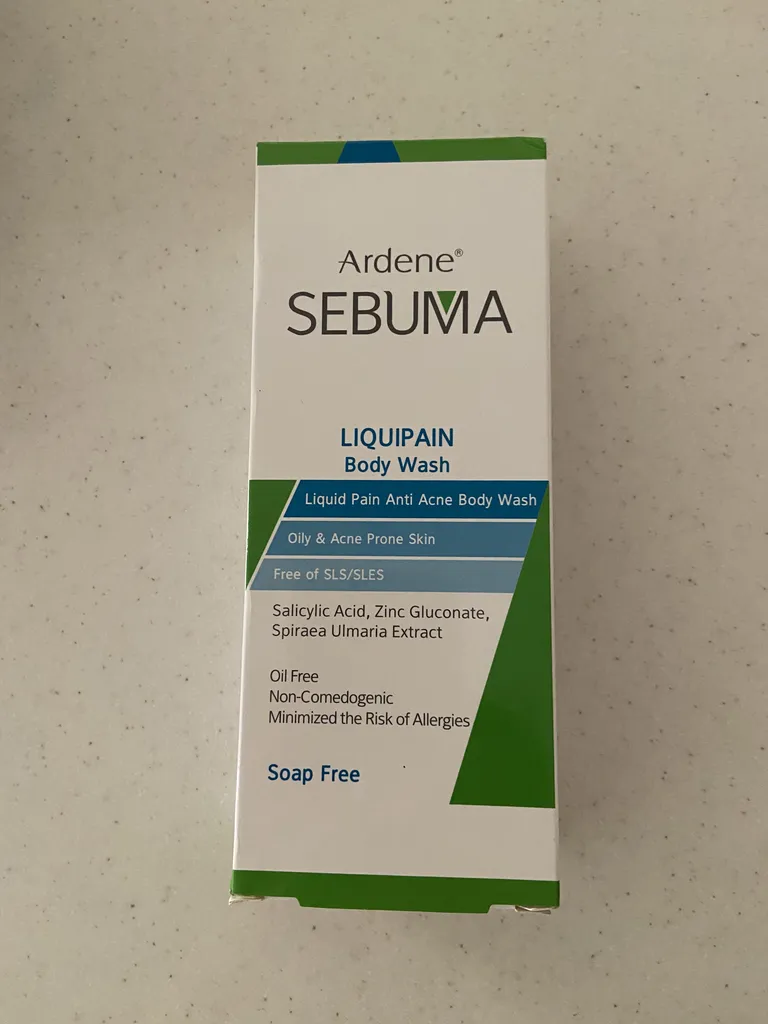 Ardene®
SEBUMA
LIQUIPAIN
Body Wash
Liquid Pain Anti Acne Body Wash
Oily & Acne Prone Skin
Free of SLS/SLES
Salicylic Acid, Zinc Gluconate,
Spiraea Ulmaria Extract
Oil Free
Non-Comedogenic
Minimized the Risk of Allergies
Soap Free